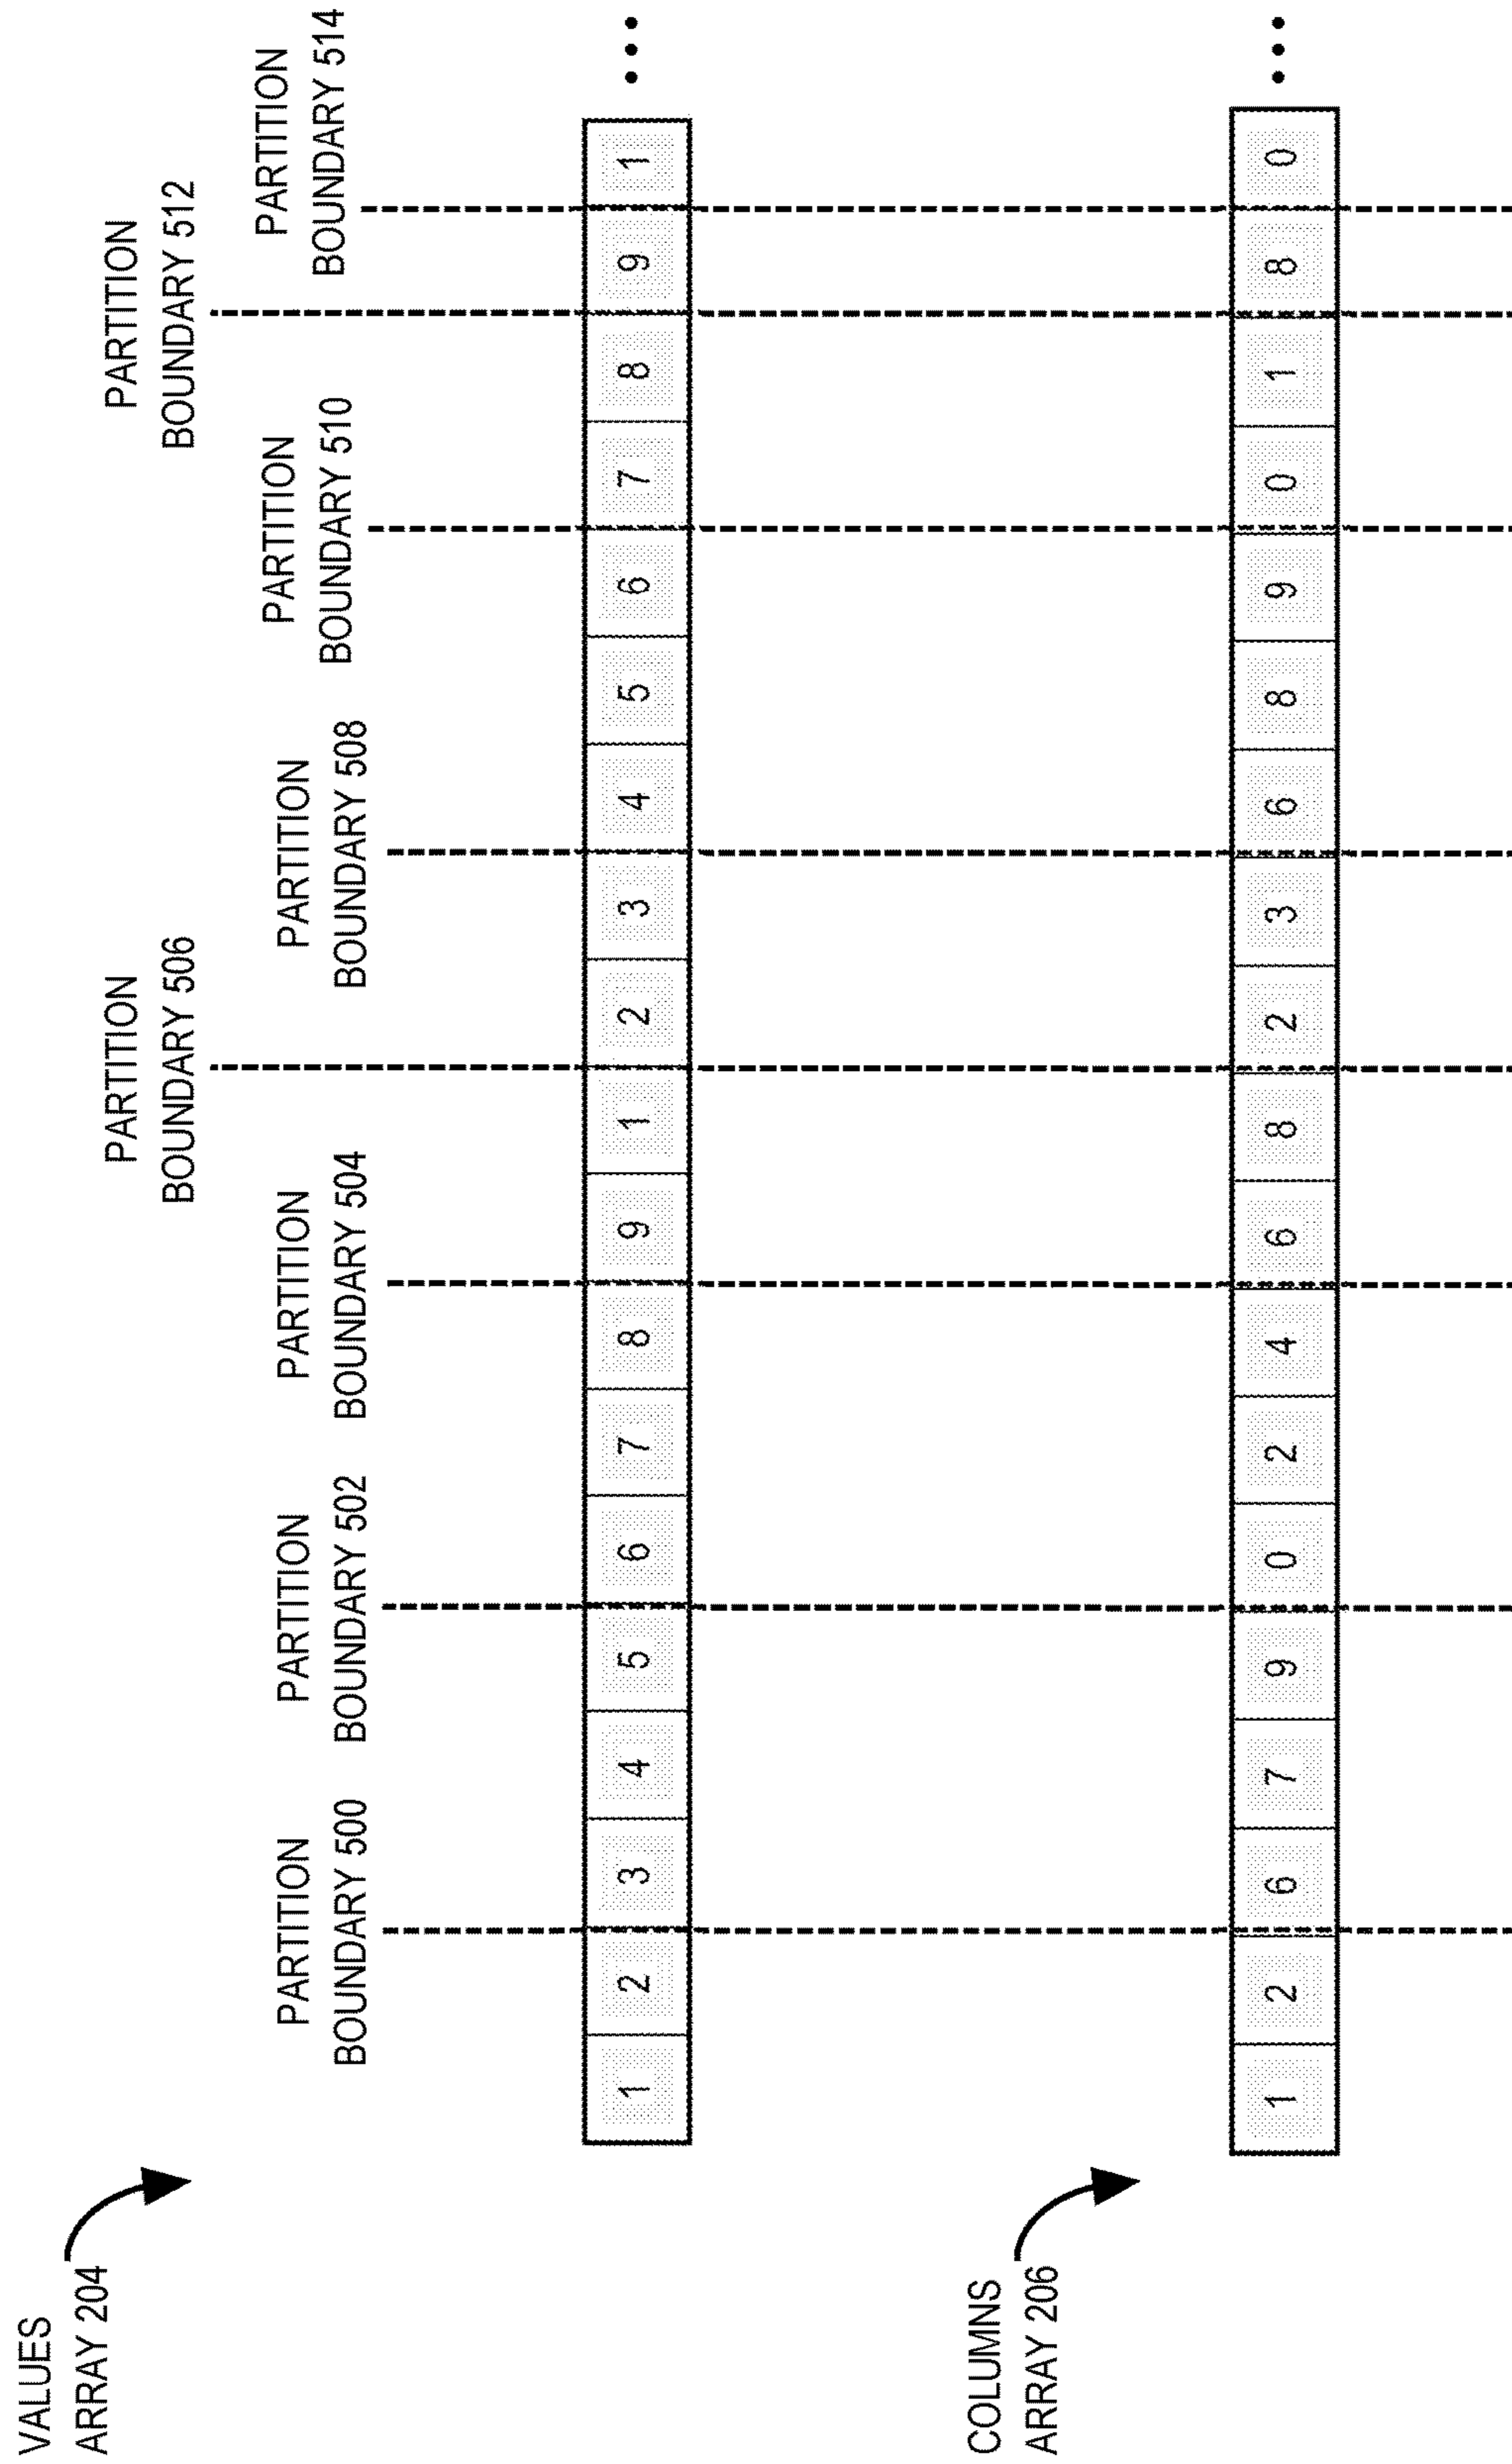 VALUES
ARRAY 204
PARTITION
BOUNDARY 500
PARTITION
BOUNDARY 502
PARTITION
BOUNDARY 504
PARTITION
BOUNDARY 506
PARTITION
BOUNDARY 508
PARTITION
BOUNDARY 510
PARTITION
BOUNDARY 512
PARTITION
BOUNDARY 514
1 2 3 4 5 6 7 8 9 1 2 3 4 5 6 7 8 9 1 •••
COLUMNS
ARRAY 206
1 2 6 7 9 0 2 4 6 8 2 3 6 8 9 0 1 8 0 •••